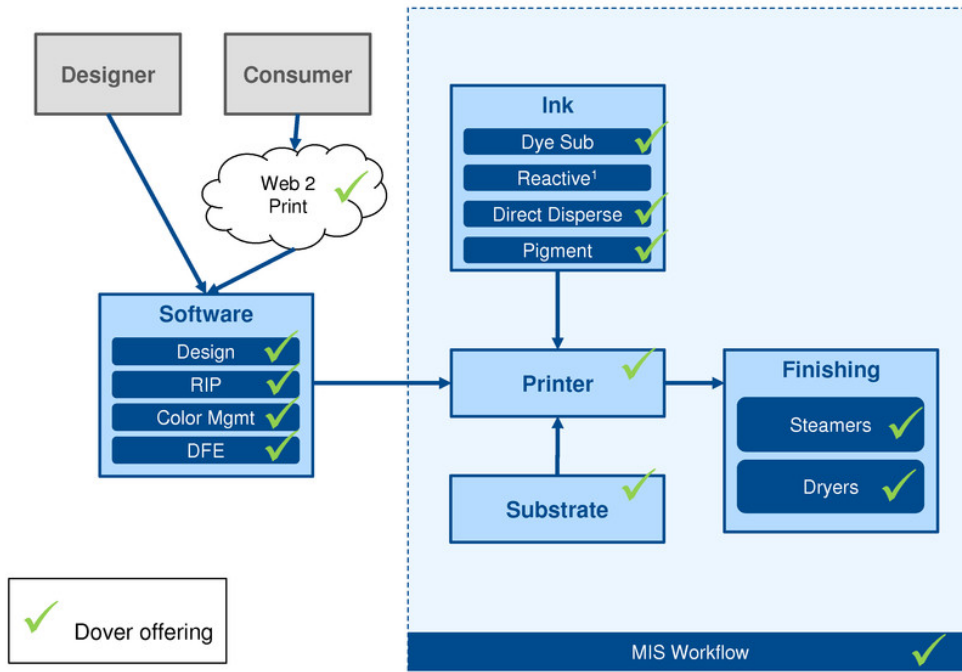 Designer
Consumer
Web 2
Print
Software
Design
RIP
Color Mgmt
DFE
Ink
Dye Sub
Reactive¹
Direct Disperse
Pigment
Printer
Substrate
Finishing
Steamers
Dryers
Dover offering
MIS Workflow